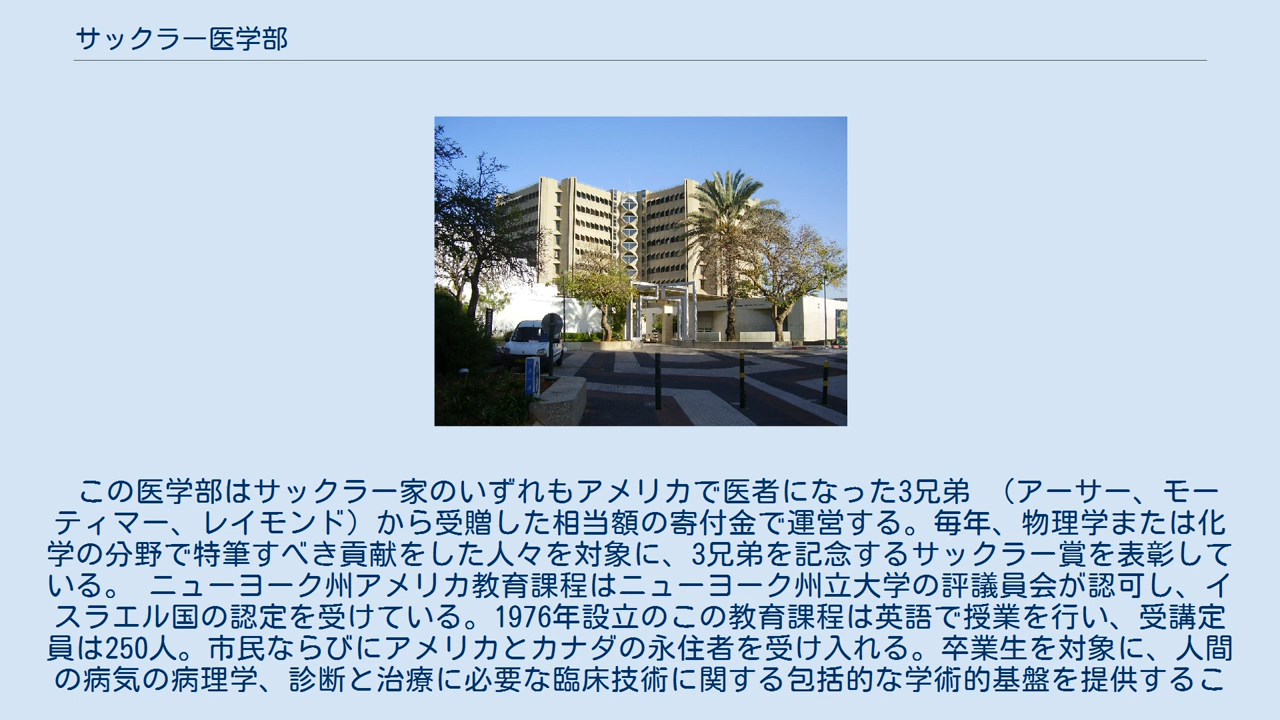 サックラー医学部
この医学部はサックラー家のいずれもアメリカで医者になった3兄弟 （アーサー、モー
ティマー、レイモンド）から受贈した相当額の寄付金で運営する。毎年、物理学または化
学の分野で特筆すべき貢献をした人々を対象に、3兄弟を記念するサックラー賞を表彰して
いる。 ニューヨーク州アメリカ教育課程はニューヨーク州立大学の評議員会が認可し、イ
スラエル国の認定を受けている。1976年設立のこの教育課程は英語で授業を行い、受講定
員は250人。市民ならびにアメリカとカナダの永住者を受け入れる。卒業生を対象に、人間
の病気の病理学、診断と治療に必要な臨床技術に関する包括的な学術的基盤を提供するこ